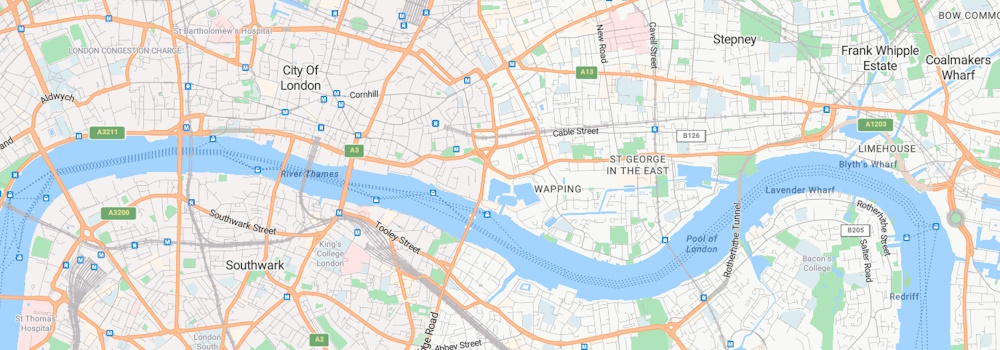 BOW COMMO
St Bartholomew's Hospital
New Road
Cavell Street
Stepney
LONDON CONGESTION CHARGE
Frank Whipple
Estate
Coalmakers
Wharf
City Of
London
A13
Aldwych
Cornhill
A3211
A3
Cable Street
B126
A1203
LIMEHOUSE
ST GEORGE
IN THE EAST
Blyth's Wharf
River Thames
WAPPING
Lavender Wharf
A3200
Southwark Street
Tooley Street
Rotherhithe Tunnel
Rotherhithe Street
B205
Pool of
London
King's
College
London
Salter Road
Bacon's
College
Southwark
Redriff
St Thomas'
Hospital
London
South
A2
Abbey Street
dge Road